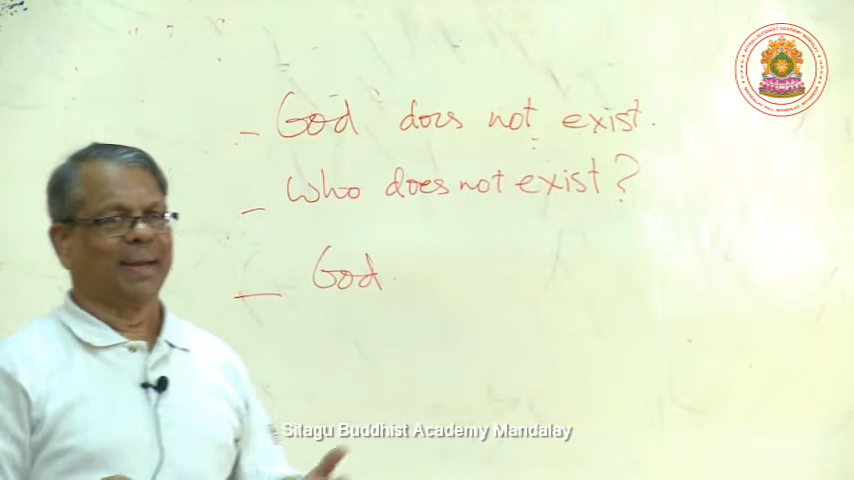 - God does not exist.
- Who does not exist?
- God
Sitagu Buddhist Academy Mandalay